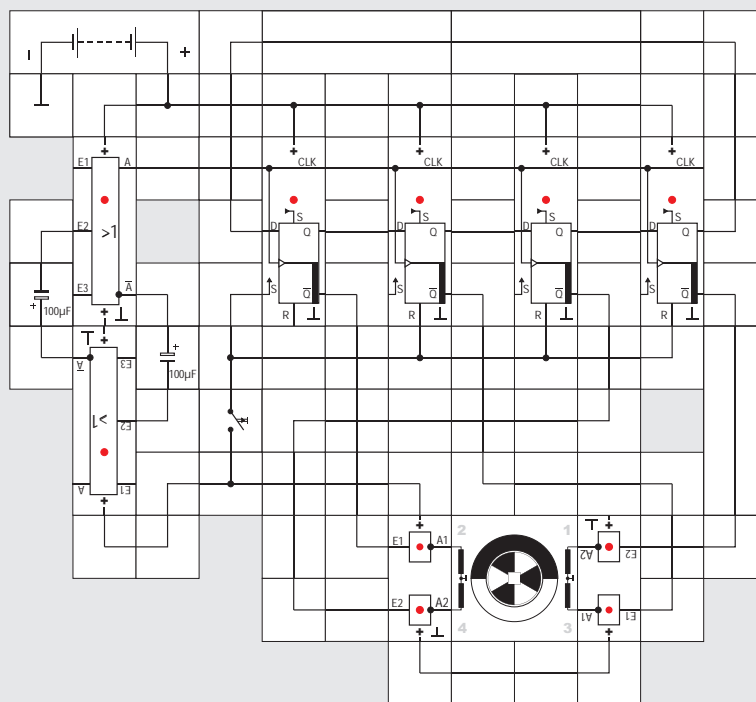 - +
+ + + + +
E1 A CLK CLK CLK CLK
S S S S
E2 >1 D Q D Q D Q D Q
E3 A̅ S Q̅ S Q̅ S Q̅ S Q̅
+ 100µF + R R R R
+
A̅ E3 100µF
>1 E2
A E1
+ + +
E1 A1 2 1 A2 E2
E2 A2 4 3 A1 E1
+ +